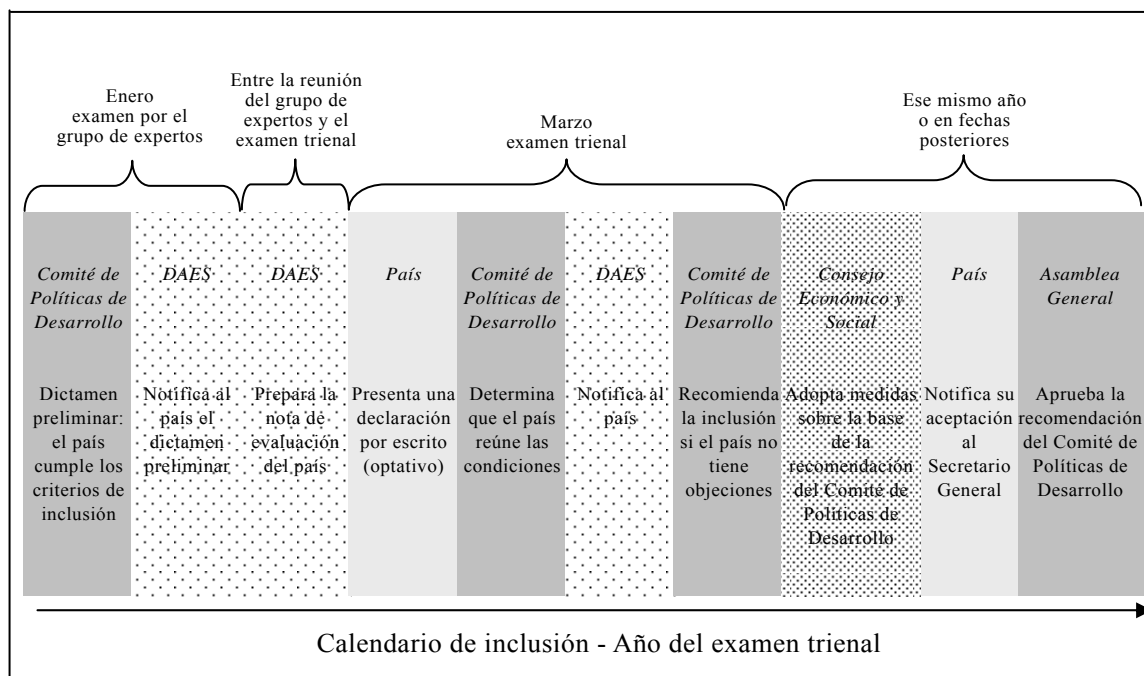 Enero
examen por el
grupo de expertos
Entre la reunión
del grupo de
expertos y el
examen trienal
Marzo
examen trienal
Ese mismo año
o en fechas
posteriores
Comité de
Políticas de
Desarrollo
DAES
DAES
País
Comité de
Políticas de
Desarrollo
DAES
Comité de
Políticas de
Desarrollo
Consejo
Económico y
Social
País
Asamblea
General
Dictamen
preliminar:
el país
cumple los
criterios de
inclusión
Notifica al
país el
dictamen
preliminar
Prepara la
nota de
evaluación
del país
Presenta una
declaración
por escrito
(optativo)
Determina
que el país
reúne las
condiciones
Notifica al
país
Recomienda
la inclusión
si el país no
tiene
objeciones
Adopta medidas
sobre la base
de la
recomendación
del Comité de
Políticas de
Desarrollo
Notifica su
aceptación
al
Secretario
General
Aprueba la
recomendación
del Comité de
Políticas de
Desarrollo
Calendario de inclusión - Año del examen trienal